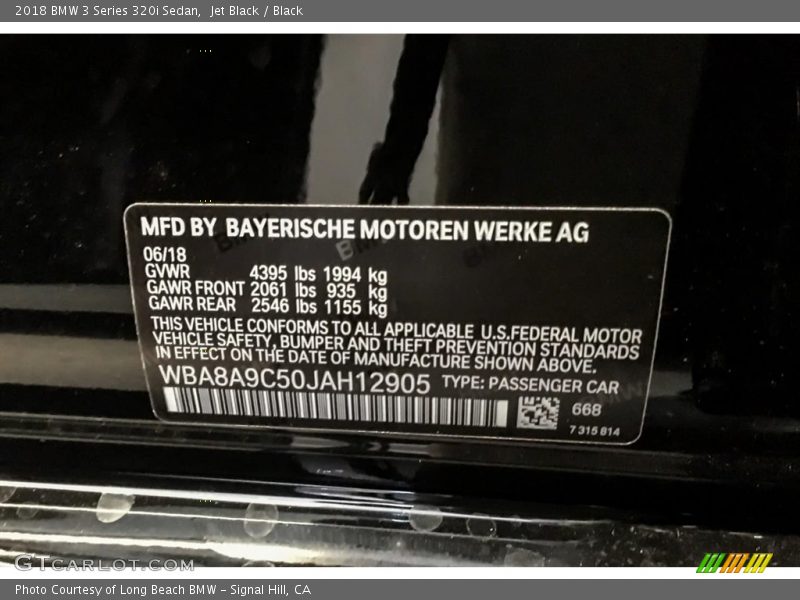 2018 BMW 3 Series 320i Sedan, Jet Black / Black
MFD BY BAYERISCHE MOTOREN WERKE AG
06/18
GVWR 4395 lbs 1994 kg
GAWR FRONT 2061 lbs 935 kg
GAWR REAR 2546 lbs 1155 kg
THIS VEHICLE CONFORMS TO ALL APPLICABLE U.S.FEDERAL MOTOR
VEHICLE SAFETY, BUMPER AND THEFT PREVENTION STANDARDS
IN EFFECT ON THE DATE OF MANUFACTURE SHOWN ABOVE.
WBA8A9C50JAH12905 TYPE: PASSENGER CAR
668
7 315 814
GTCARLOT.COM
Photo Courtesy of Long Beach BMW - Signal Hill, CA